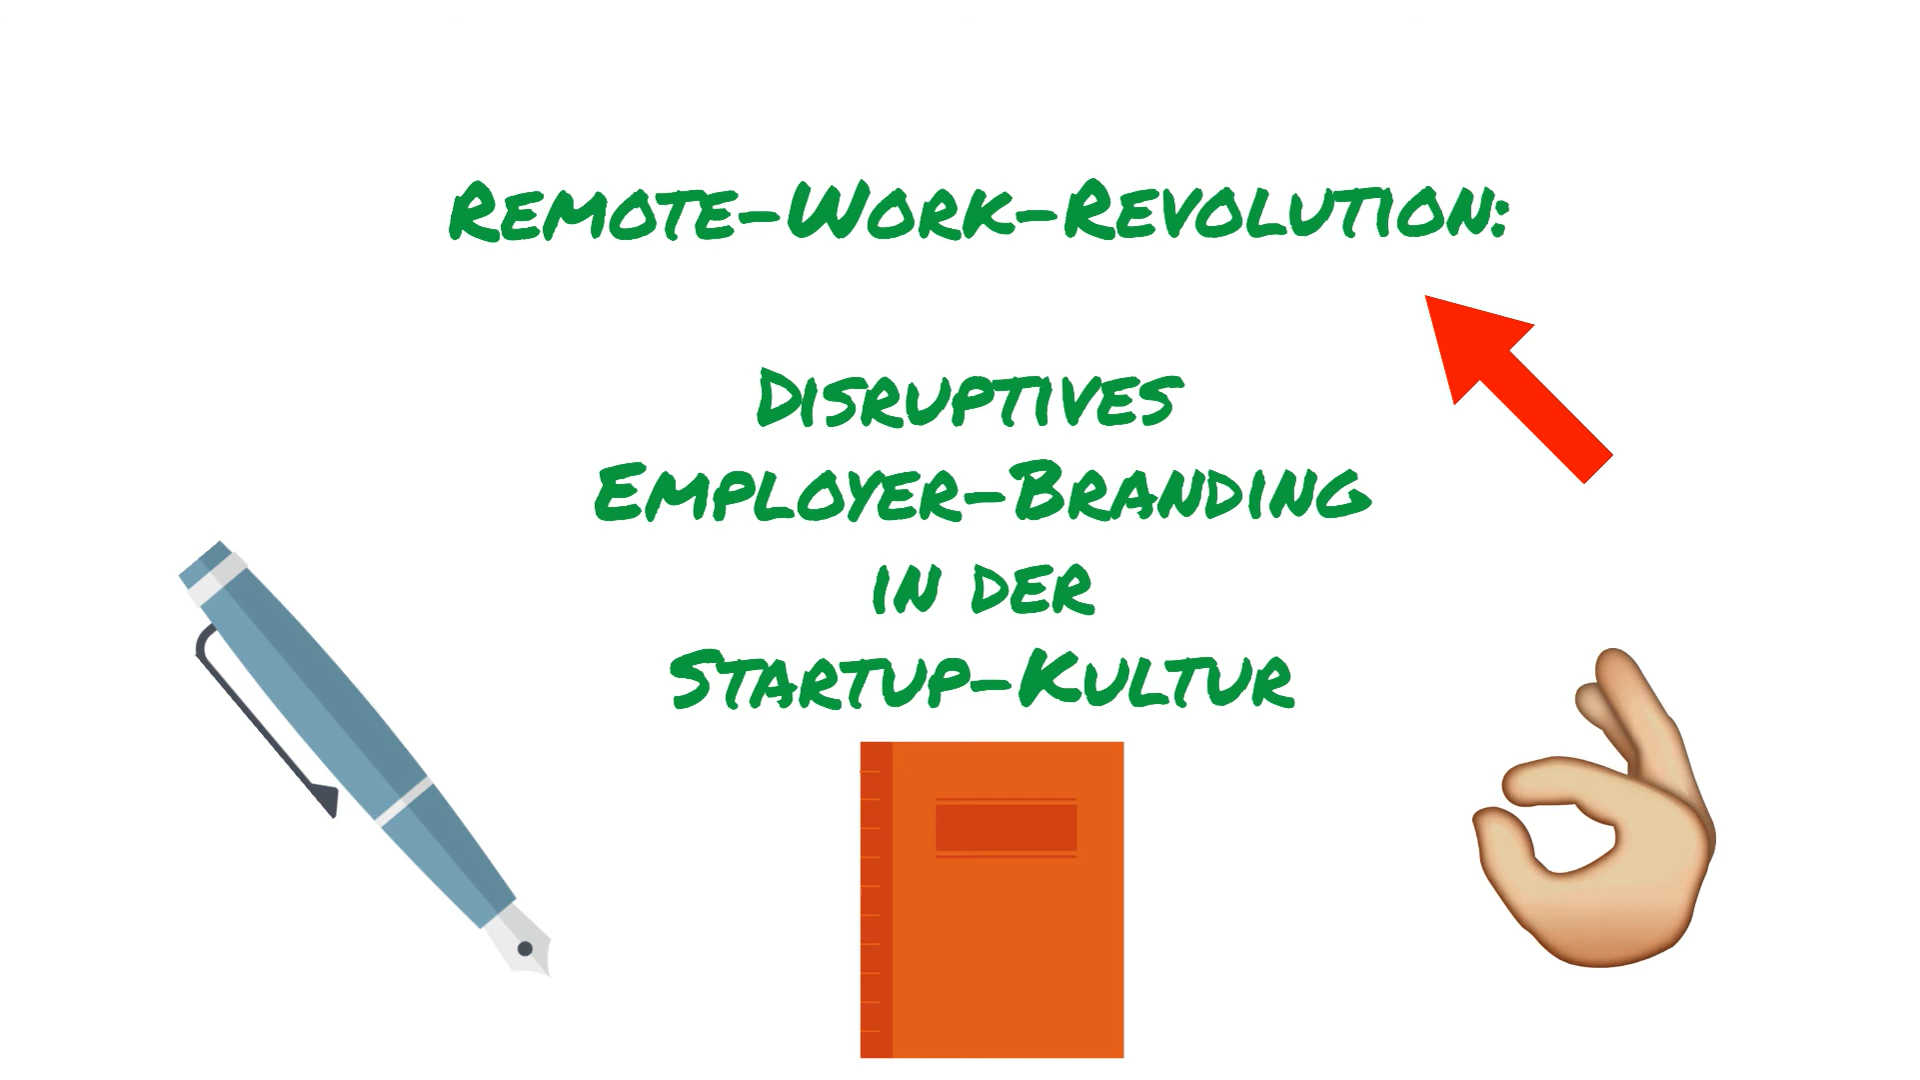 Remote-Work-Revolution:
Disruptives
Employer-Branding
in der
Startup-Kultur